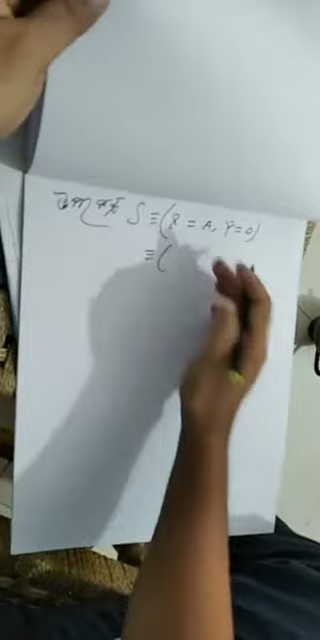 S ≡ (X = A, Y = 0)
≡ (